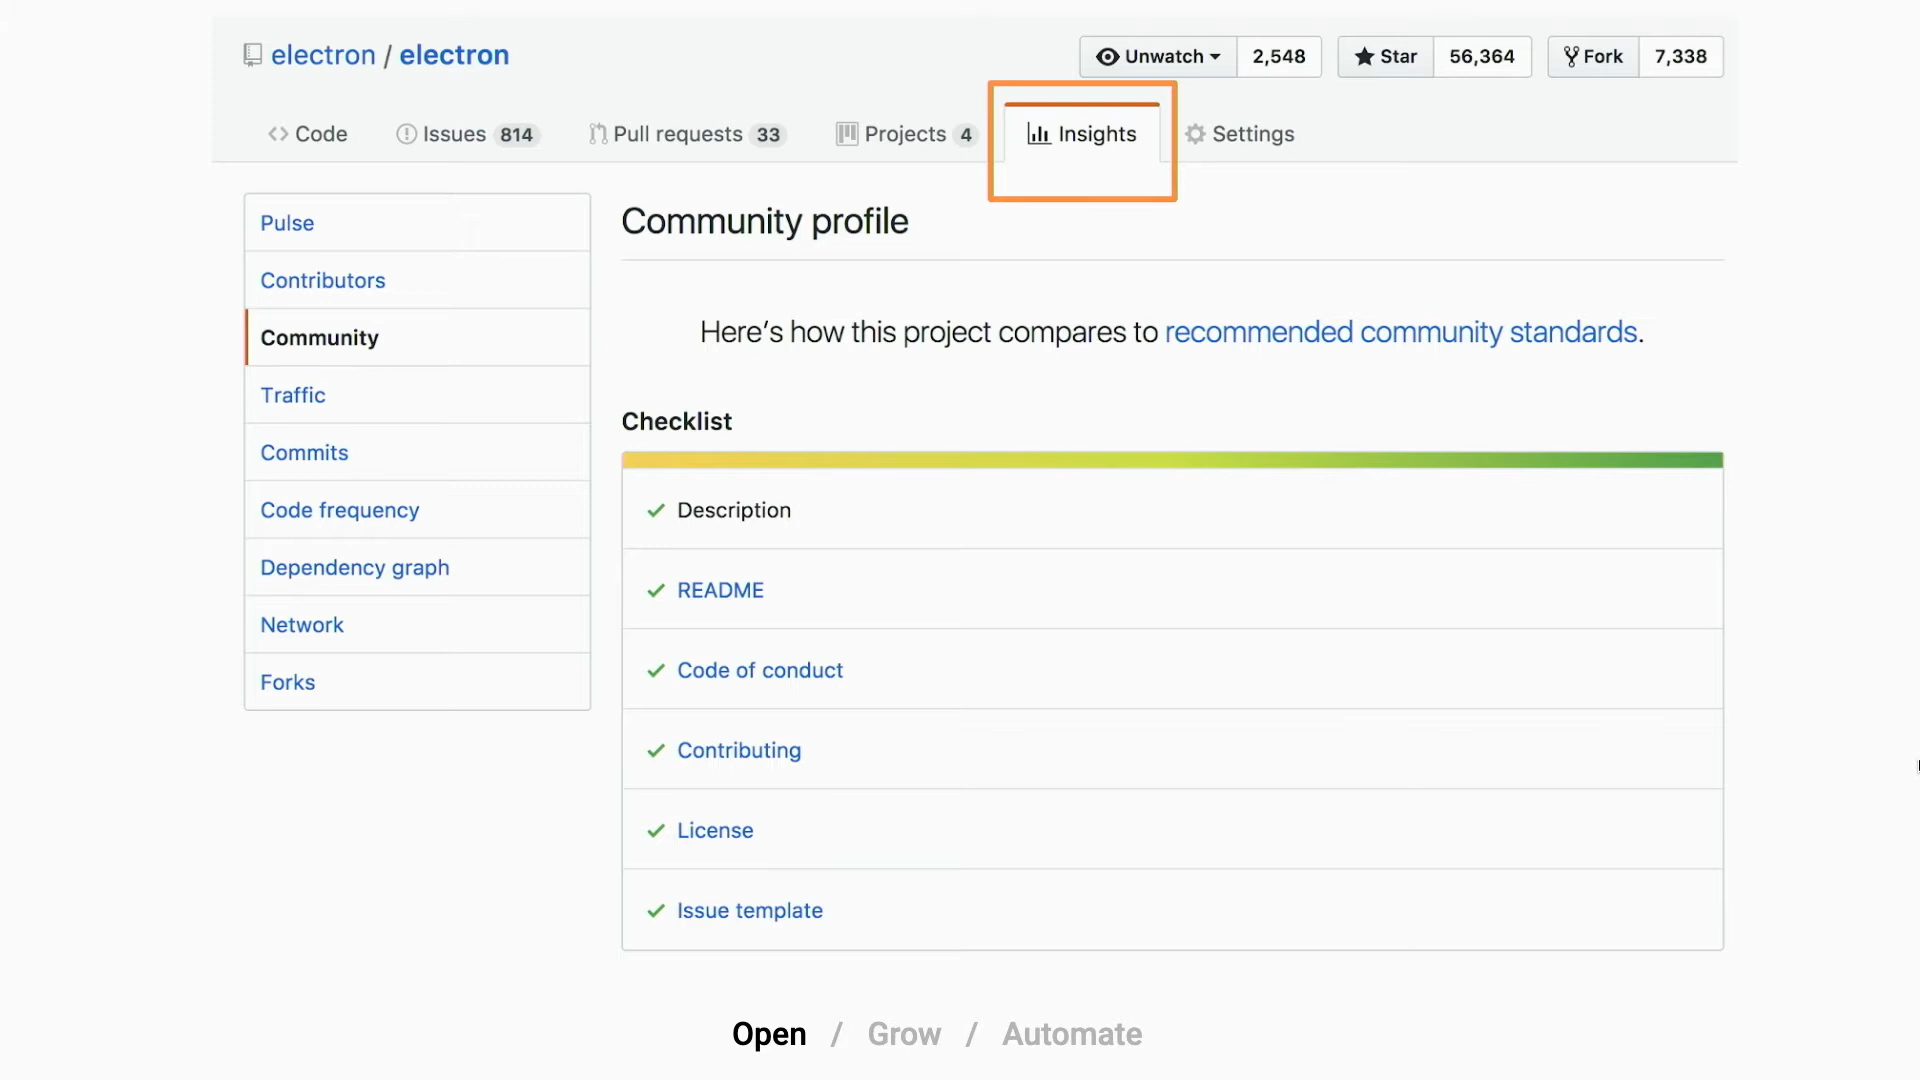 electron / electron
Unwatch 2,548 Star 56,364 Fork 7,338
Code Issues 814 Pull requests 33 Projects 4 Insights Settings
Pulse
Contributors
Community
Traffic
Commits
Code frequency
Dependency graph
Network
Forks
Community profile
Here’s how this project compares to recommended community standards.
Checklist
Description
README
Code of conduct
Contributing
License
Issue template
Open / Grow / Automate